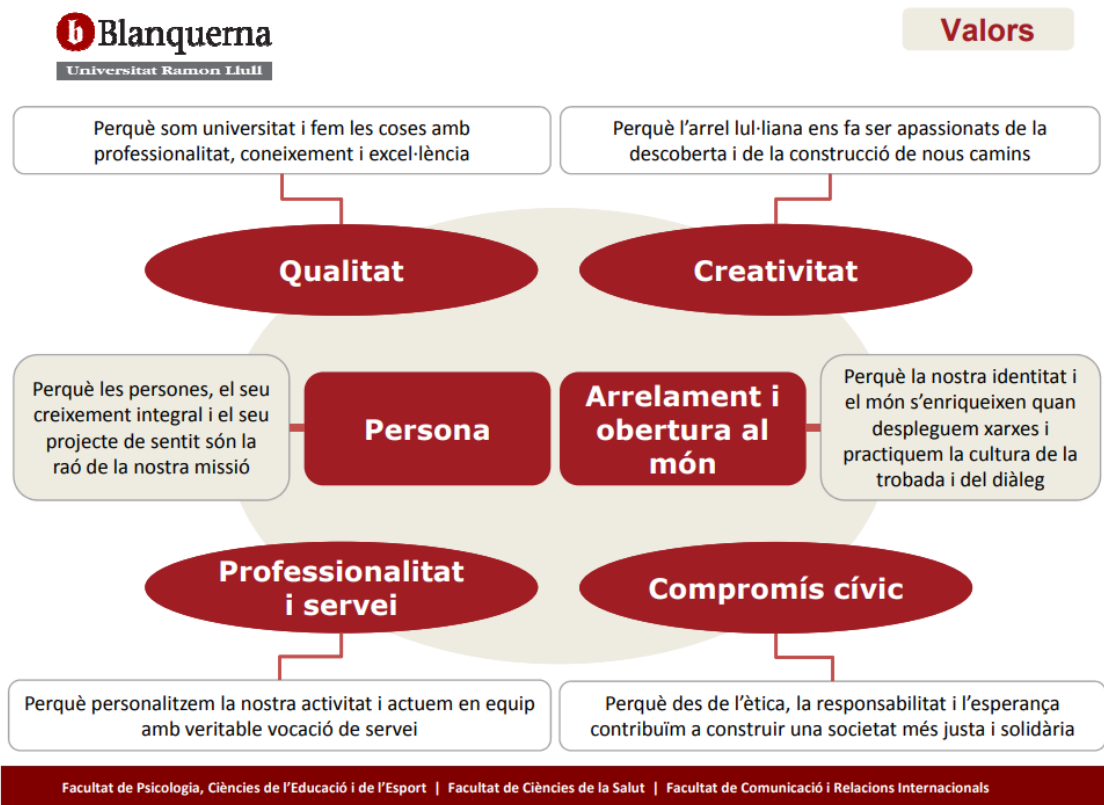 b Blanquerna
Universitat Ramon Llull
Valors
Perquè som universitat i fem les coses amb
professionalitat, coneixement i excel·lència
Perquè l’arrel lul·liana ens fa ser apassionats de la
descoberta i de la construcció de nous camins
Qualitat
Creativitat
Perquè les persones, el seu
creixement integral i el seu
projecte de sentit són la
raó de la nostra missió
Persona
Arrelament i
obertura al
món
Perquè la nostra identitat i
el món s’enriqueixen quan
despleguem xarxes i
practiquem la cultura de la
trobada i del diàleg
Professionalitat
i servei
Compromís cívic
Perquè personalitzem la nostra activitat i actuem en equip
amb veritable vocació de servei
Perquè des de l’ètica, la responsabilitat i l’esperança
contribuïm a construir una societat més justa i solidària
Facultat de Psicologia, Ciències de l’Educació i de l’Esport | Facultat de Ciències de la Salut | Facultat de Comunicació i Relacions Internacionals